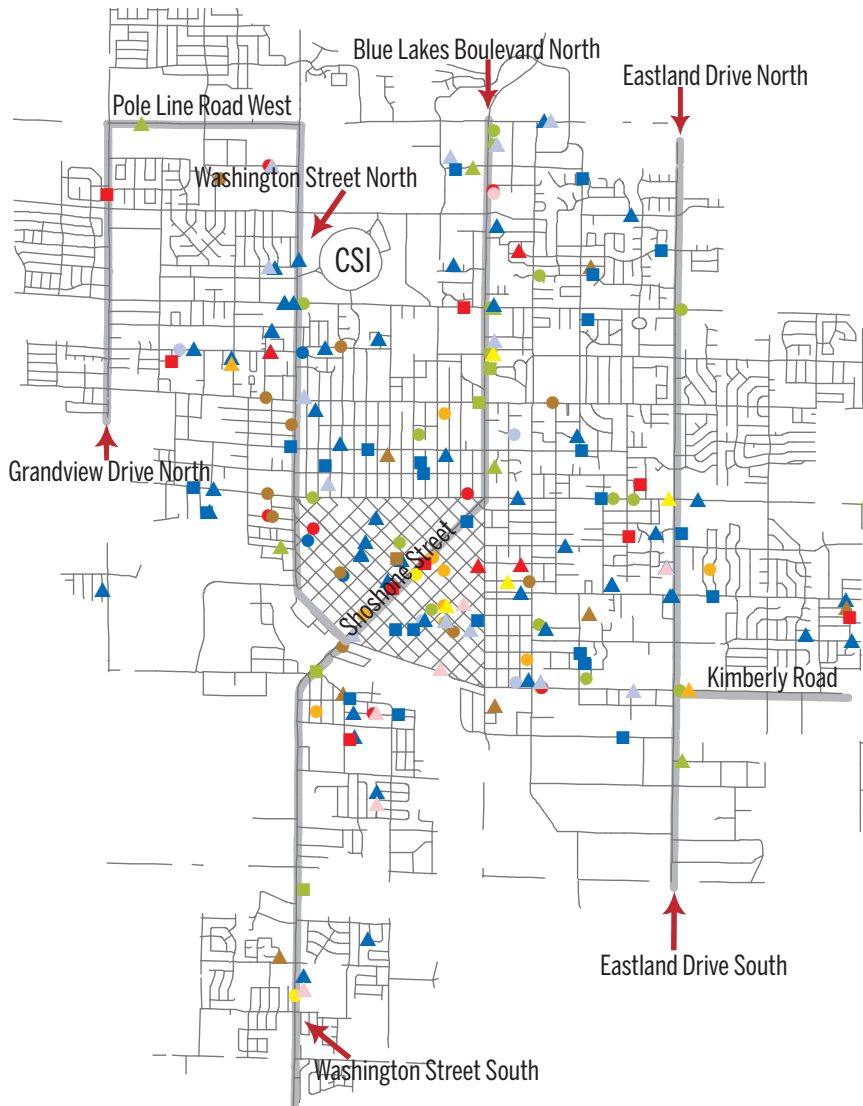 Blue Lakes Boulevard North
Eastland Drive North
Pole Line Road West
Washington Street North
CSI
Grandview Drive North
Shoshone Street
Kimberly Road
Eastland Drive South
Washington Street South